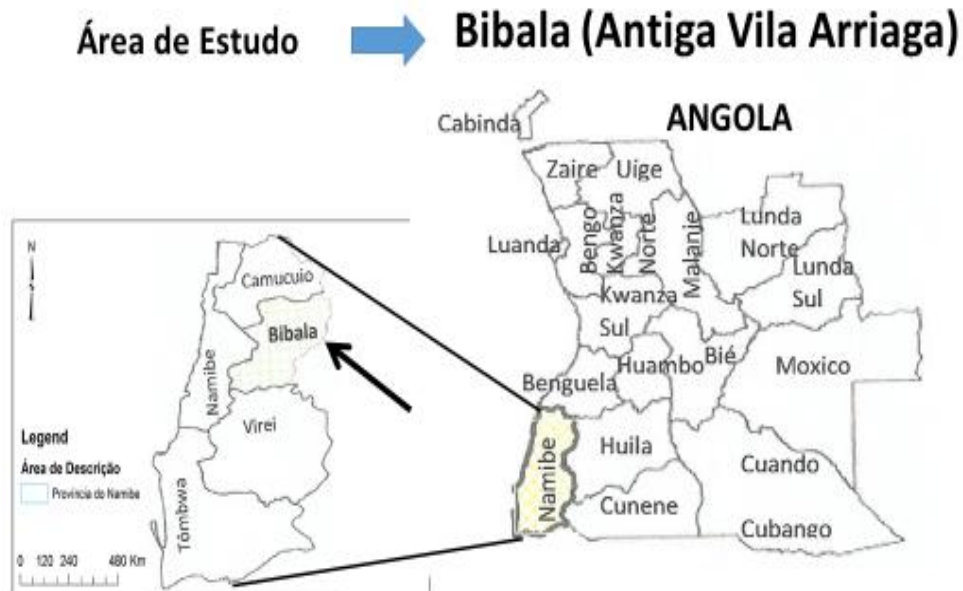 Área de Estudo
Bibala (Antiga Vila Arriaga)
ANGOLA
Cabinda
Zaire
Uíge
Luanda
Bengo
Kwanza
Norte
Malanje
Lunda
Norte
Lunda
Sul
Kwanza
Sul
Benguela
Huambo
Bié
Moxico
Namibe
Huila
Cunene
Cuando
Cubango
N
Camucuio
Bibala
Namibe
Virei
Tômbwa
Legend
Área de Descrição
Província do Namibe
0 120 240 480 Km